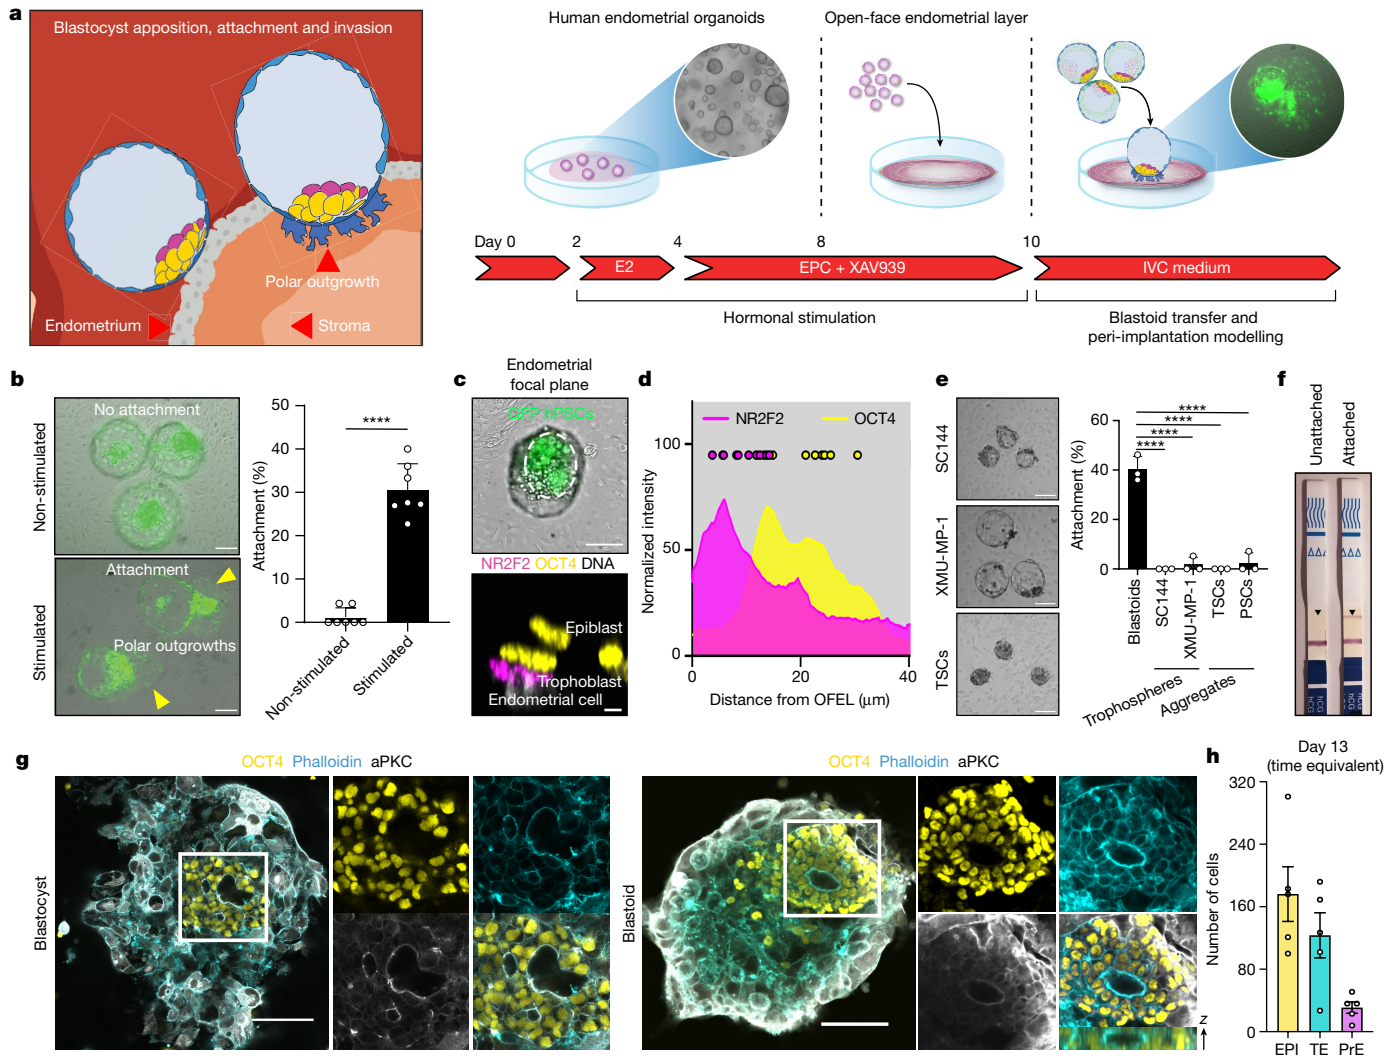 a
Blastocyst apposition, attachment and invasion
Polar outgrowth
Endometrium
Stroma
Human endometrial organoids
Open-face endometrial layer
Day 0
2
4
8
10
E2
EPC + XAV939
IVC medium
Hormonal stimulation
Blastoid transfer and
peri-implantation modelling
b
Non-stimulated
No attachment
Stimulated
Attachment
Polar outgrowths
Attachment (%)
50
40
30
20
10
0
****
Non-stimulated
Stimulated
c
Endometrial
focal plane
GFP hPSCs
NR2F2 OCT4 DNA
Epiblast
Trophoblast
Endometrial cell
d
NR2F2
OCT4
Normalized intensity
100
50
0
0
20
40
Distance from OFEL (μm)
e
SC144
XMU-MP-1
TSCs
Attachment (%)
60
40
20
0
****
****
****
****
Blastoids
SC144
XMU-MP-1
TSCs
PSCs
Trophospheres
Aggregates
f
Unattached
Attached
hCG
hCG
g
OCT4 Phalloidin aPKC
Blastocyst
OCT4 Phalloidin aPKC
Blastoid
z
h
Day 13
(time equivalent)
Number of cells
320
240
160
80
0
EPI
TE
PrE